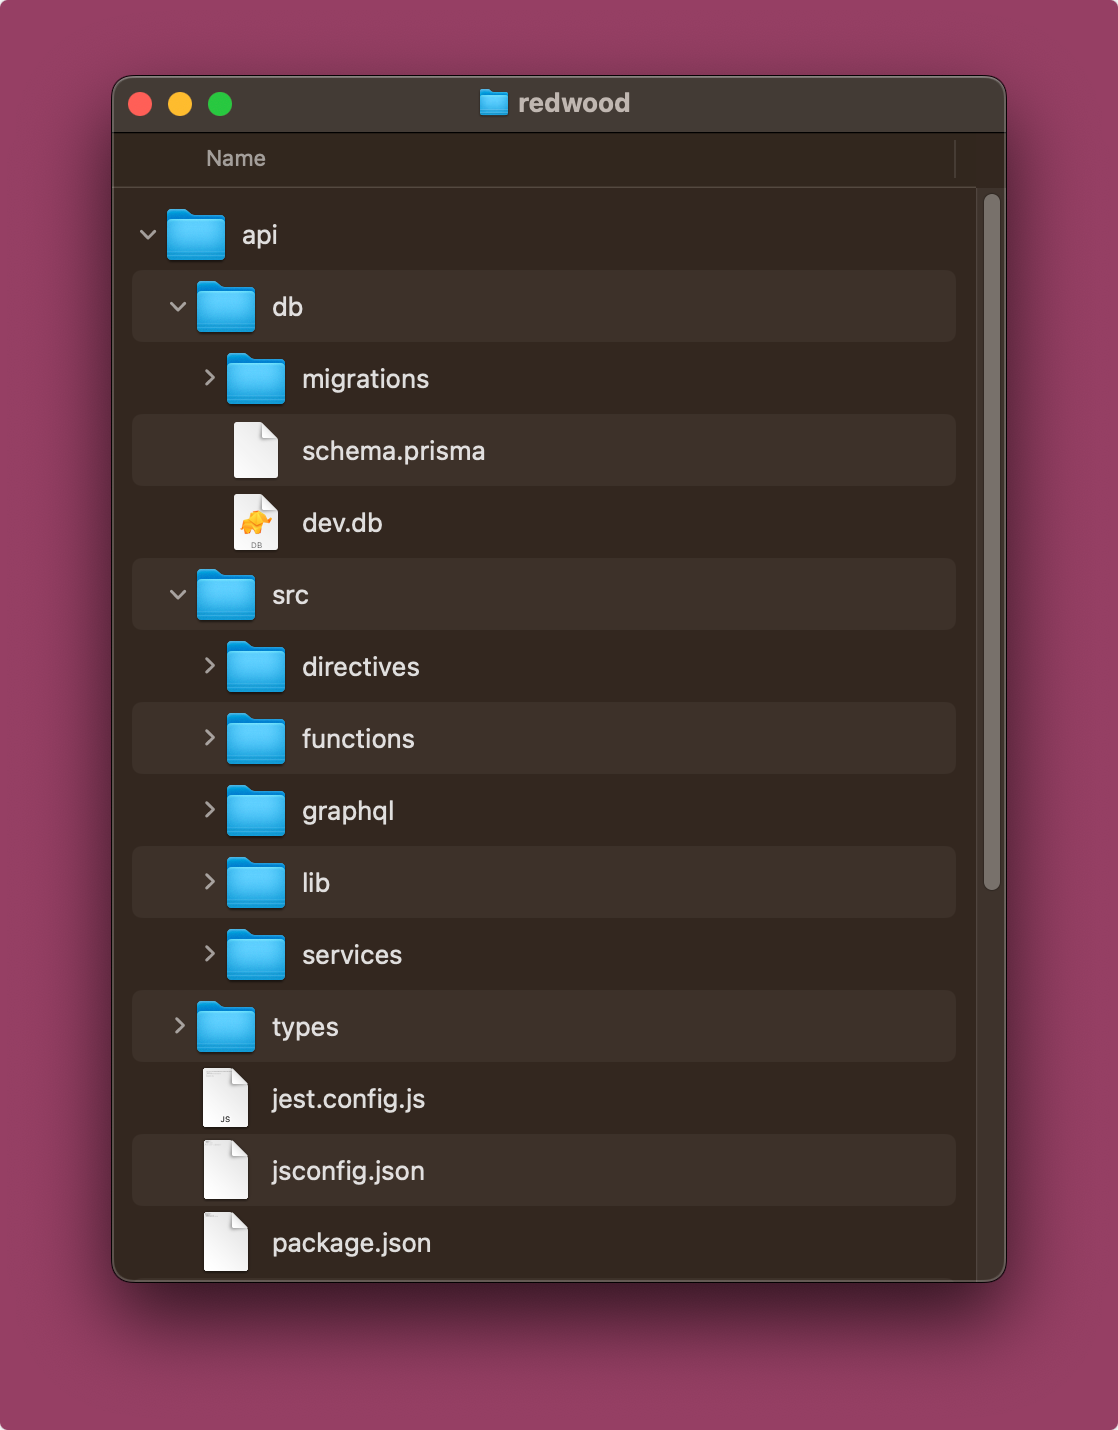 redwood
Name
api
db
migrations
schema.prisma
dev.db
DB
src
directives
functions
graphql
lib
services
types
jest.config.js
JS
jsconfig.json
package.json